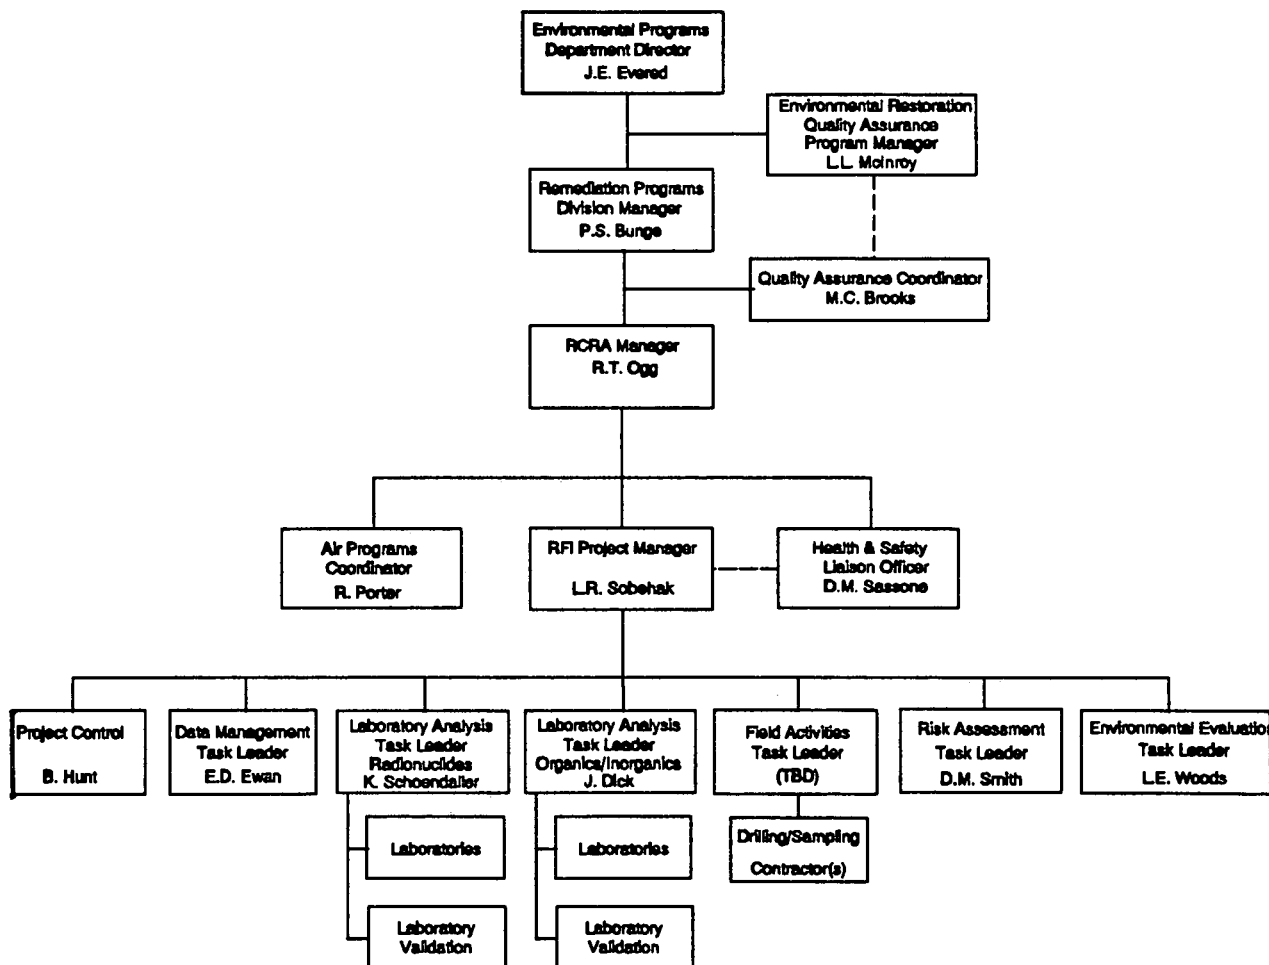 Environmental Programs
Department Director
J.E. Evered
Environmental Restoration
Quality Assurance
Program Manager
L.L. McInroy
Remediation Programs
Division Manager
P.S. Bunge
Quality Assurance Coordinator
M.C. Brooks
RCRA Manager
R.T. Ogg
Air Programs
Coordinator
R. Porter
RFI Project Manager
L.R. Sobehak
Health & Safety
Liaison Officer
D.M. Sassone
Project Control
B. Hunt
Data Management
Task Leader
E.D. Ewan
Laboratory Analysis
Task Leader
Radionuclides
K. Schoendaller
Laboratory Analysis
Task Leader
Organics/Inorganics
J. Dick
Field Activities
Task Leader
(TBD)
Risk Assessment
Task Leader
D.M. Smith
Environmental Evaluation
Task Leader
L.E. Woods
Laboratories
Laboratory
Validation
Laboratories
Laboratory
Validation
Drilling/Sampling
Contractor(s)